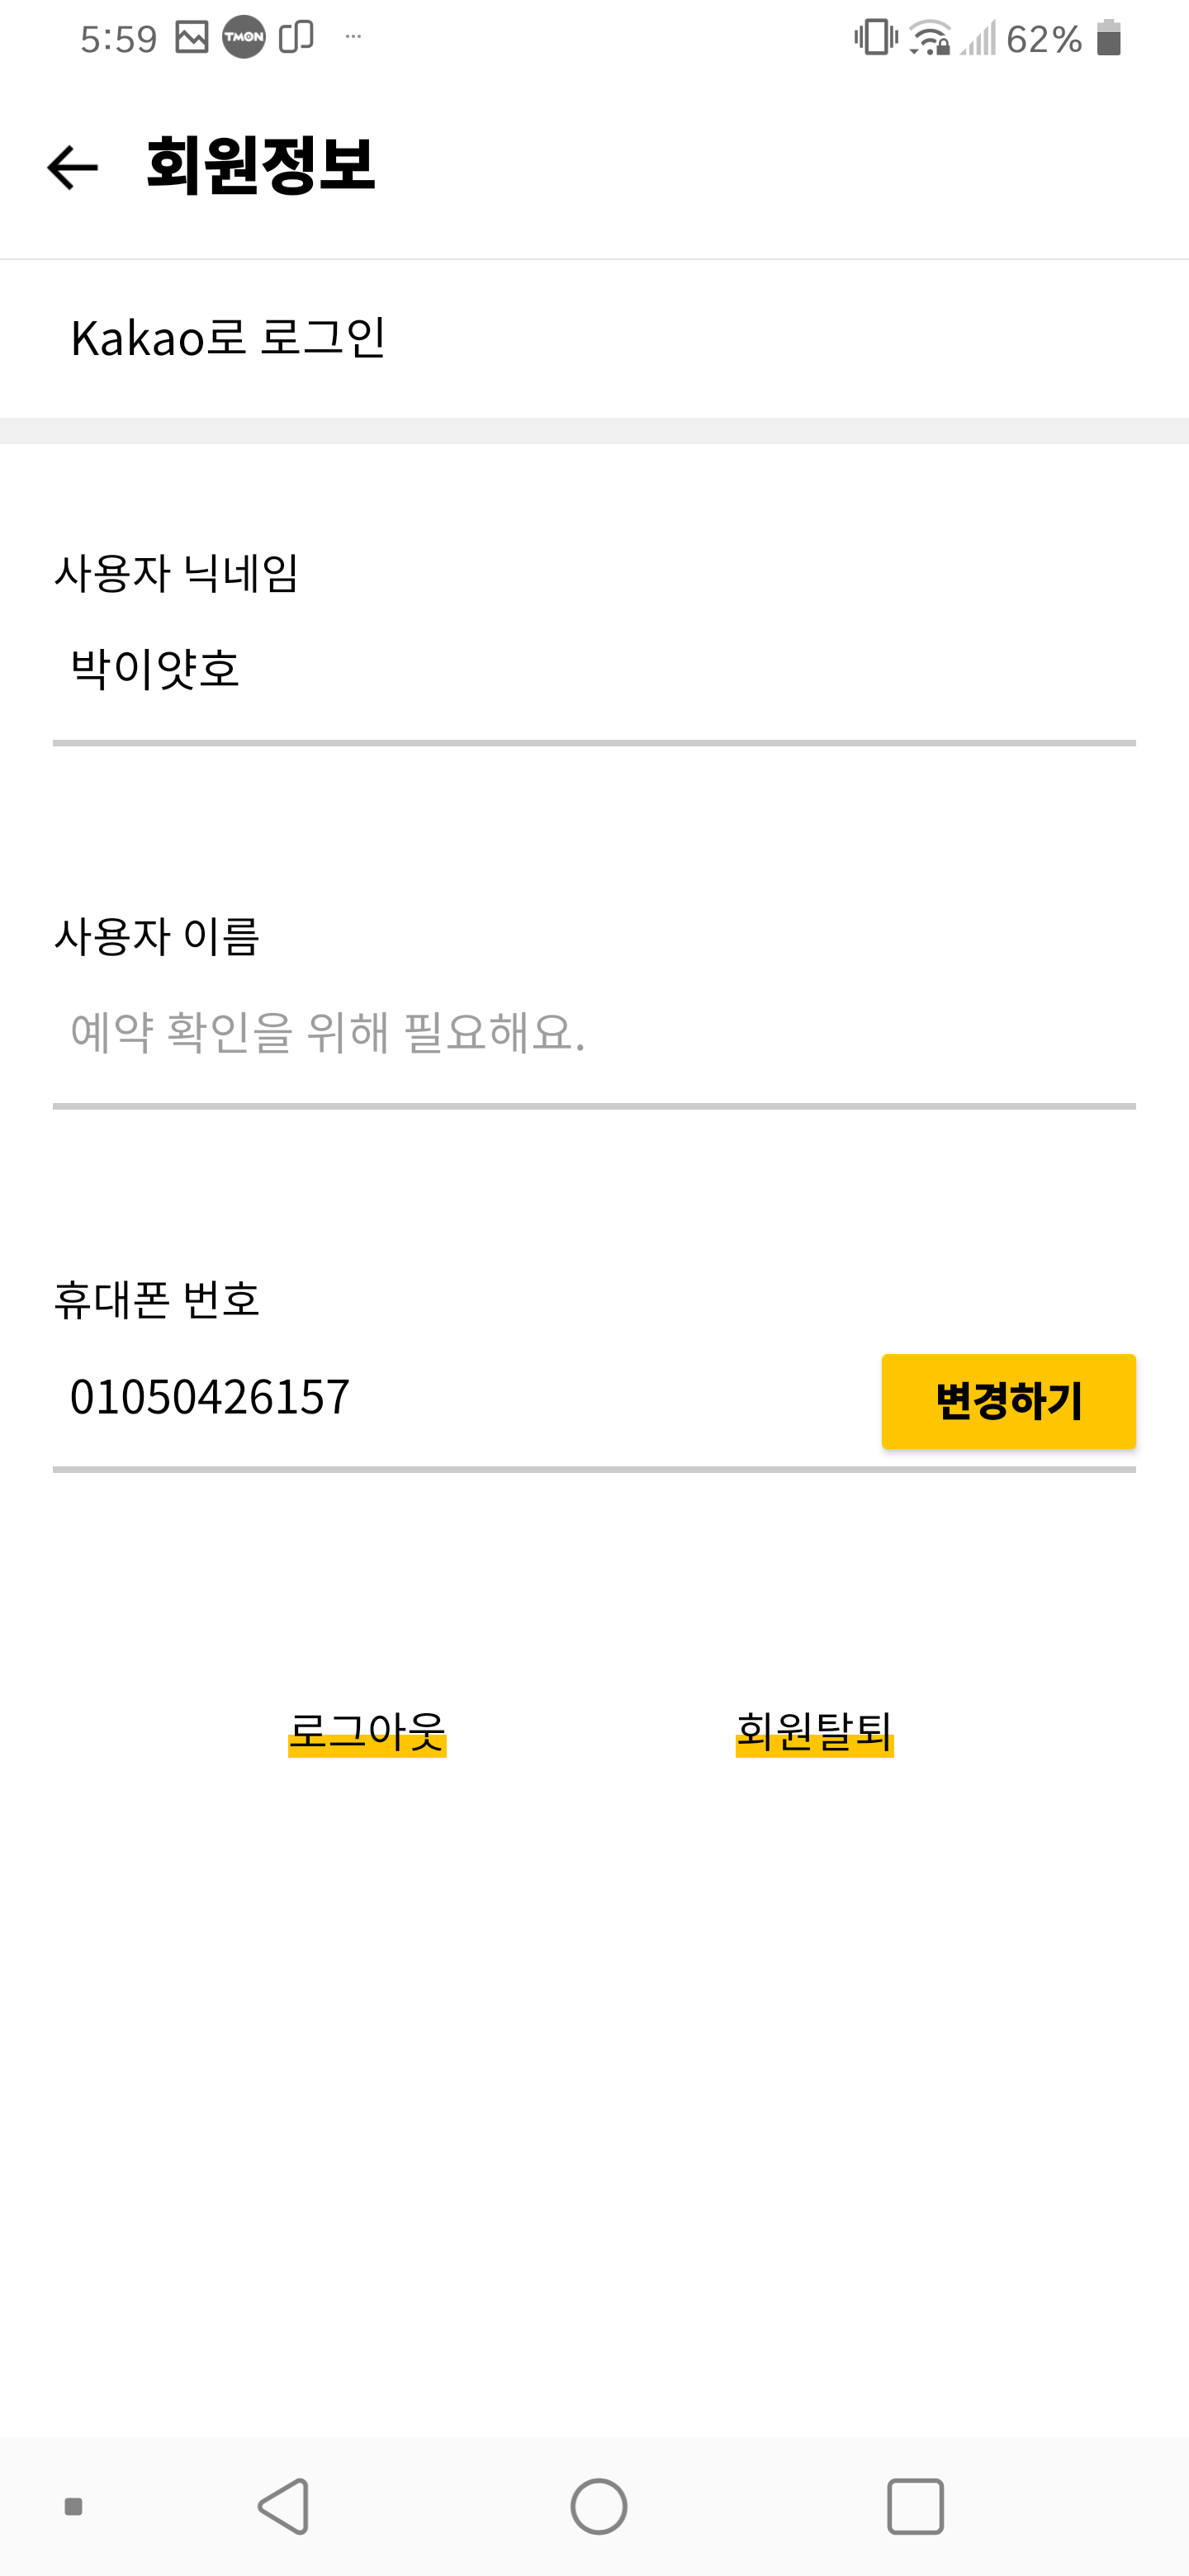 5:59 TMON ... 62%
회원정보
Kakao로 로그인
사용자 닉네임
박이얏호
사용자 이름
예약 확인을 위해 필요해요.
휴대폰 번호
01050426157 변경하기
로그아웃 회원탈퇴